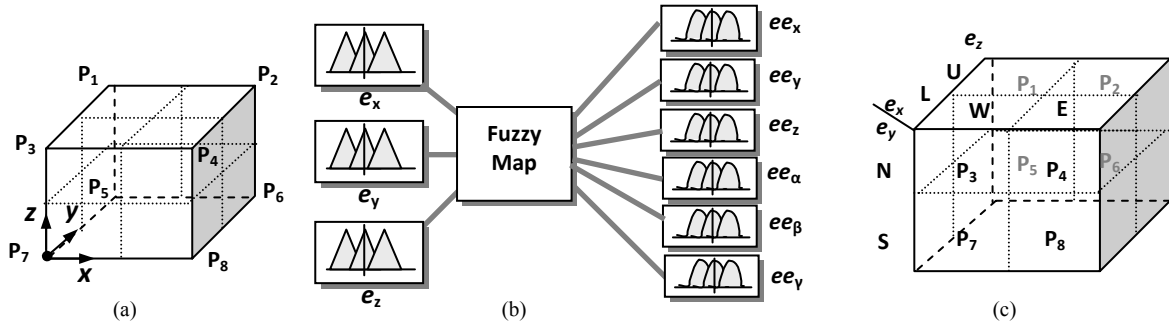 P1
P2
P3
P4
P5
P6
z
y
P7
x
P8
(a)
ex
ey
ez
Fuzzy
Map
eex
eey
eez
eeα
eeβ
eeγ
(b)
ez
U
P1
P2
L
ex
W
E
ey
N
P3
P5
P4
P6
S
P7
P8
(c)